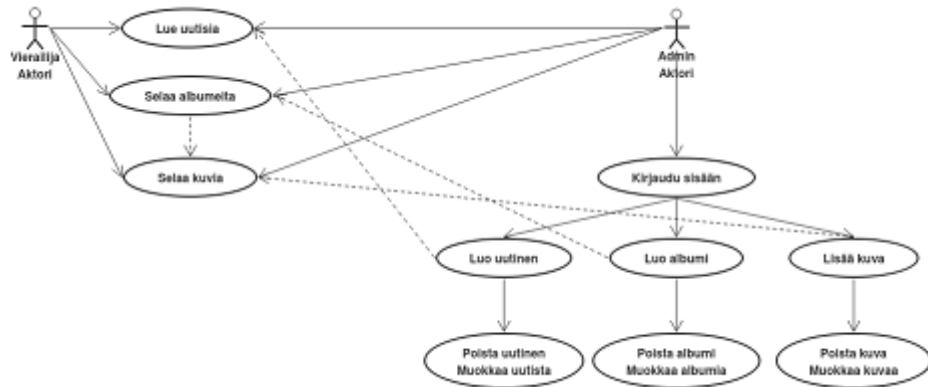 Lue uutisia
Vierailija
Aktori
Admin
Aktori
Selaa albumeita
Selaa kuvia
Kirjaudu sisään
Luo uutinen
Luo albumi
Lisää kuva
Poista uutinen
Muokkaa uutista
Poista albumi
Muokkaa albumia
Poista kuva
Muokkaa kuvaa